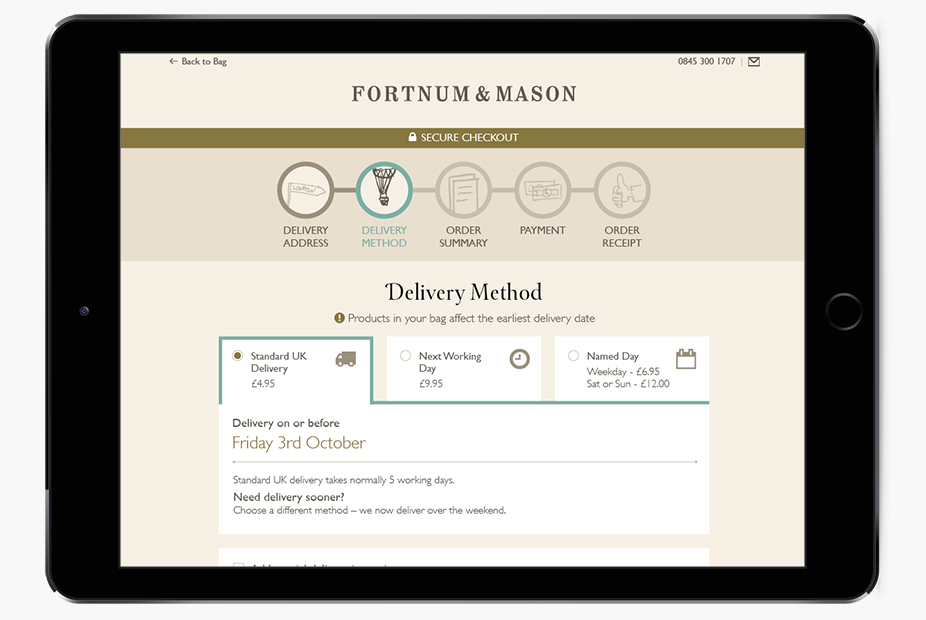 ← Back to Bag
0845 300 1707 |
FORTNUM & MASON
SECURE CHECKOUT
DELIVERY ADDRESS
DELIVERY METHOD
ORDER SUMMARY
PAYMENT
ORDER RECEIPT
Delivery Method
Products in your bag affect the earliest delivery date
Standard UK
Delivery
£4.95
Next Working
Day
£9.95
Named Day
Weekday - £6.95
Sat or Sun - £12.00
Delivery on or before
Friday 3rd October
Standard UK delivery takes normally 5 working days.
Need delivery sooner?
Choose a different method – we now deliver over the weekend.